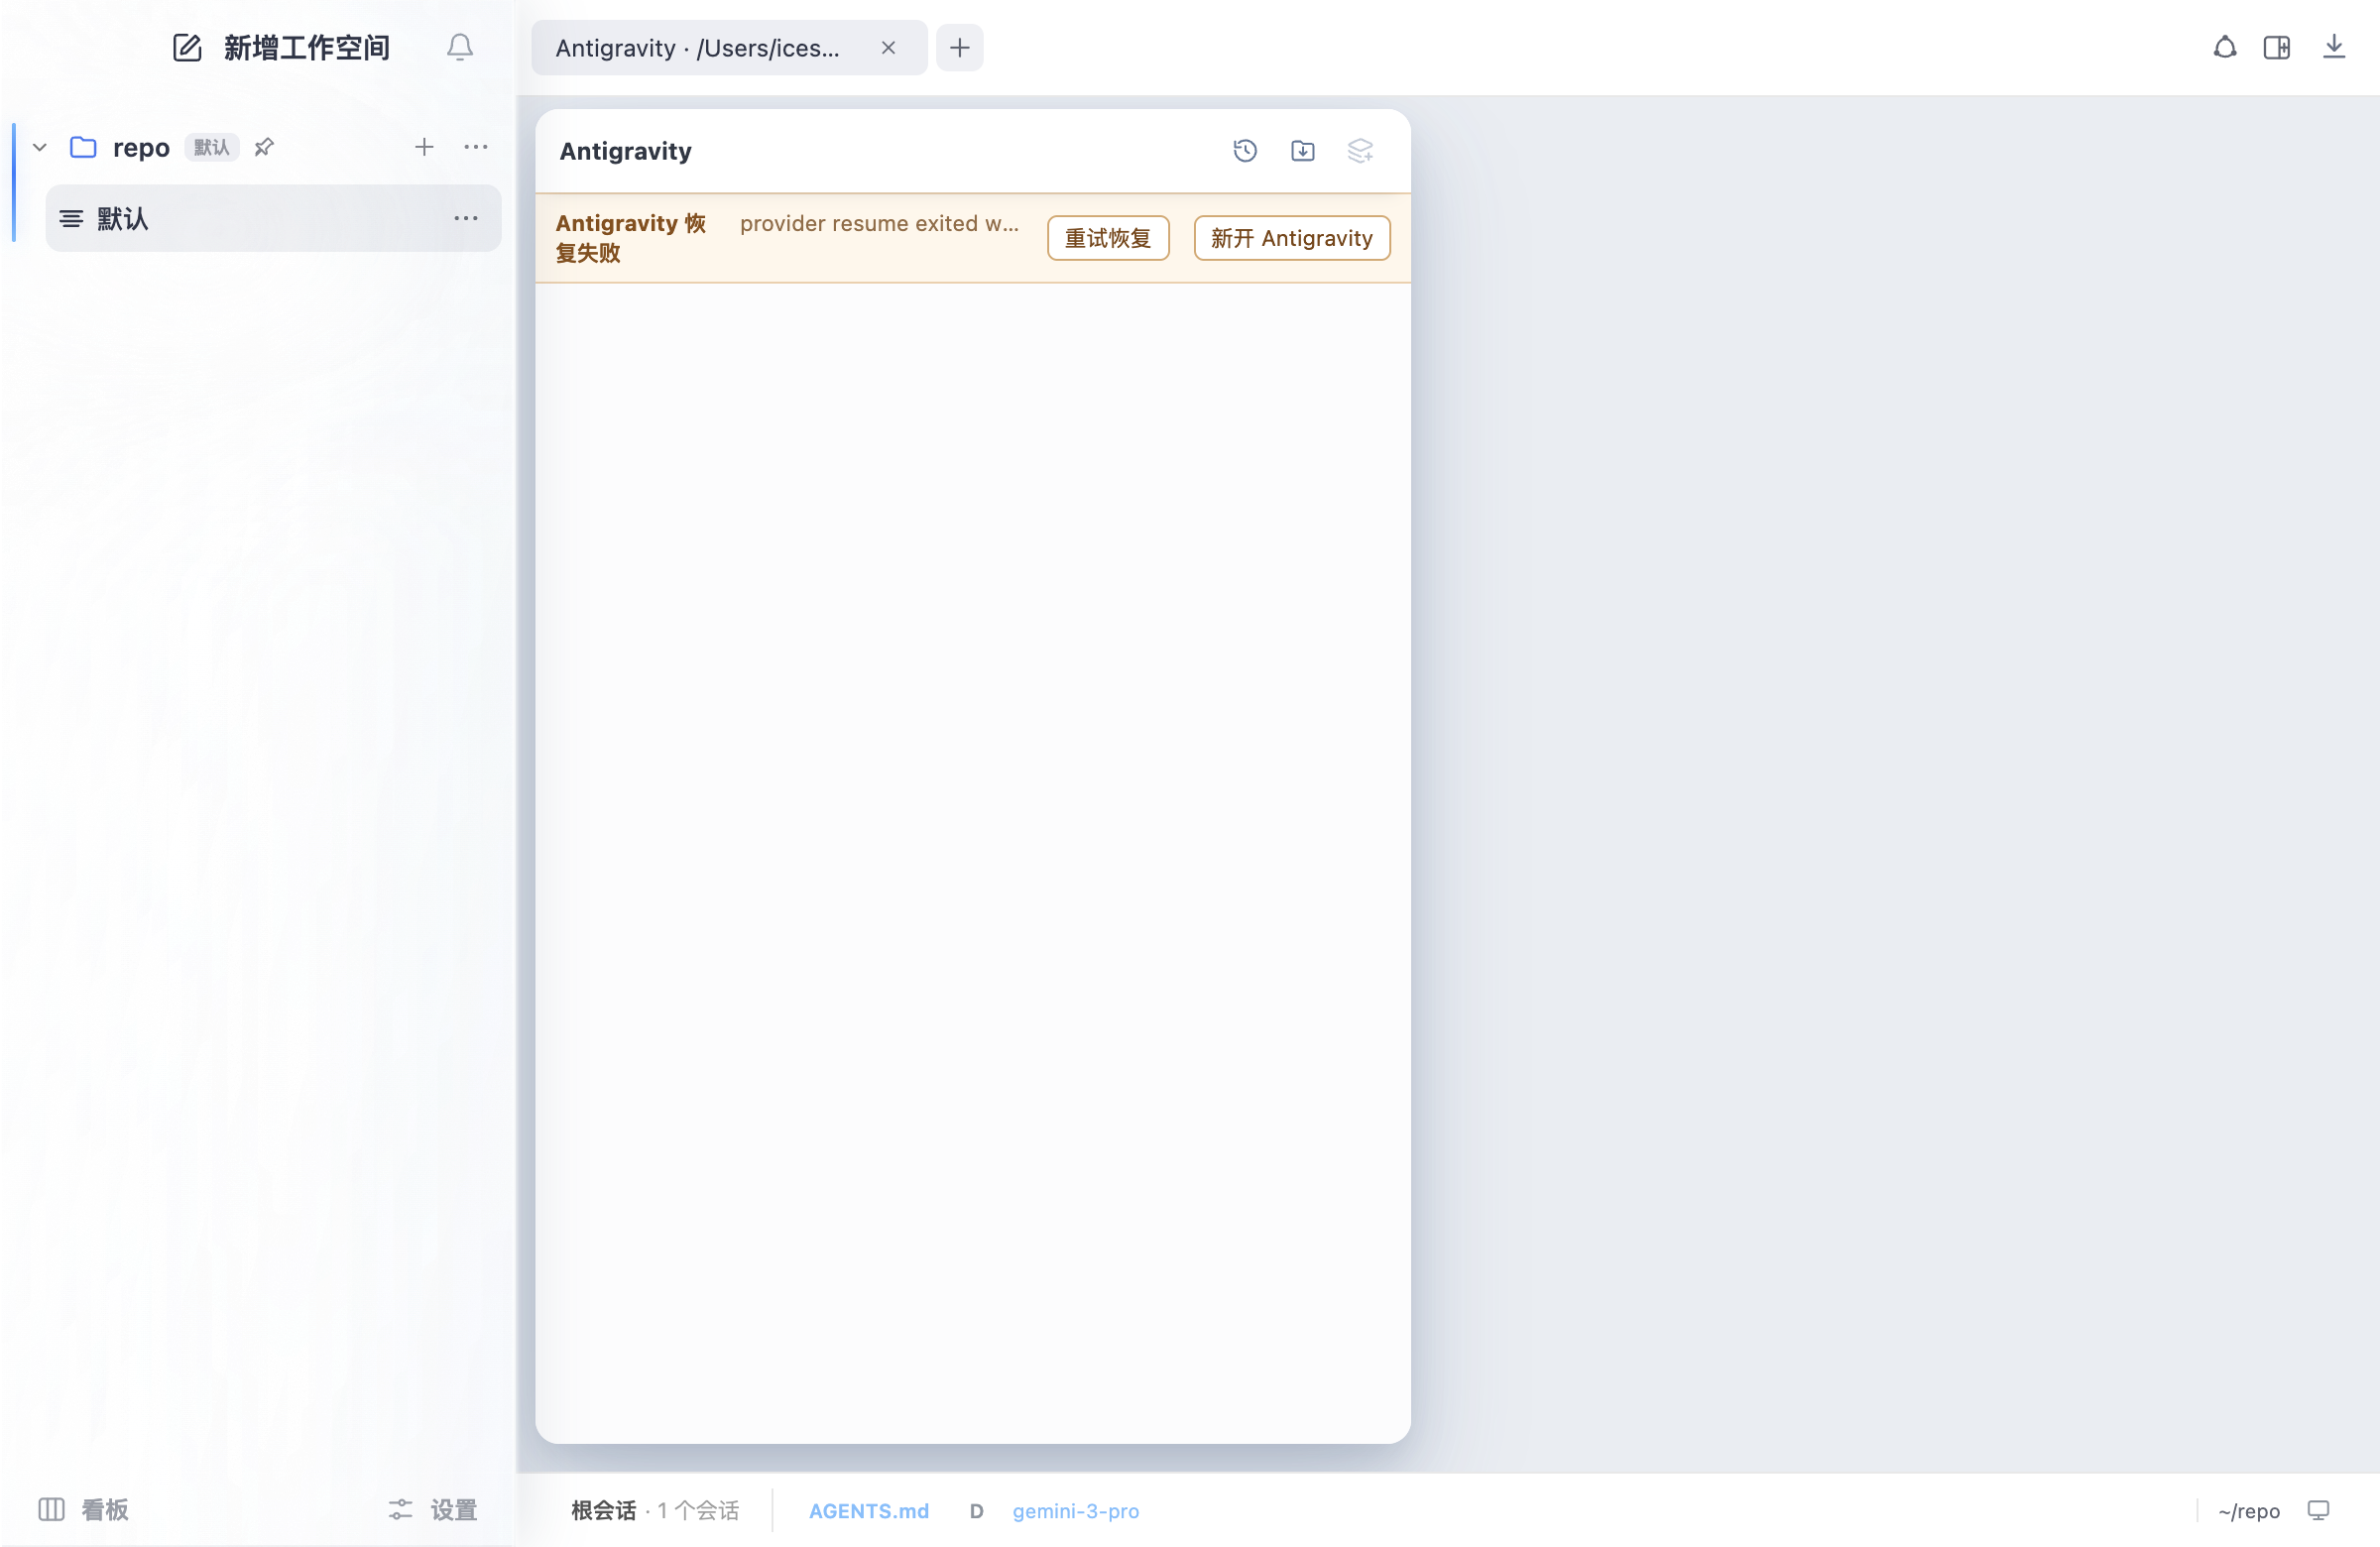 新增工作空间
Antigravity · /Users/ices...
repo 默认
默认
Antigravity
Antigravity 恢
复失败
provider resume exited w...
重试恢复
新开 Antigravity
看板
设置
根会话 · 1 个会话
AGENTS.md
D
gemini-3-pro
~/repo